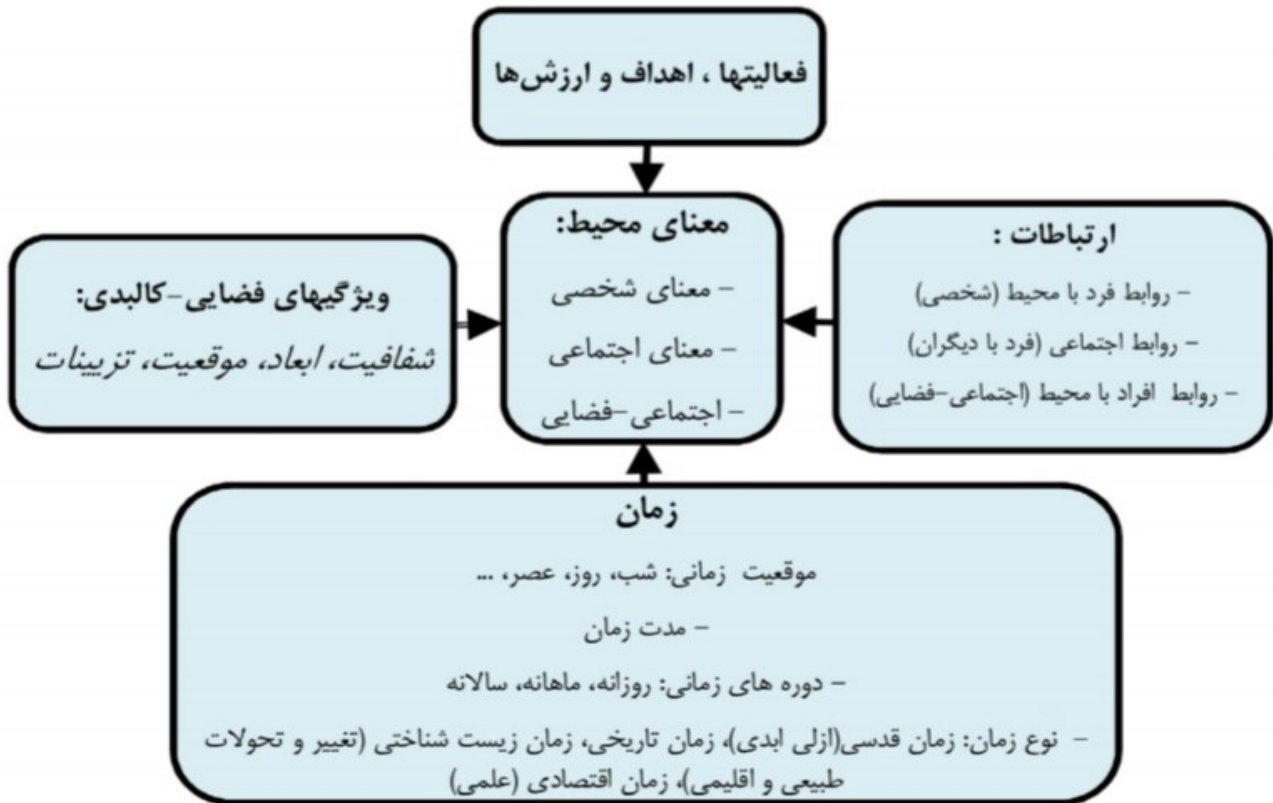 فعالیتها ، اهداف و ارزش‌ها
معنای محیط:
– معنای شخصی
– معنای اجتماعی
– اجتماعی–فضایی
ارتباطات :
– روابط فرد با محیط (شخصی)
– روابط اجتماعی (فرد با دیگران)
– روابط افراد با محیط (اجتماعی–فضایی)
ویژگیهای فضایی–کالبدی:
شفافیت، ابعاد، موقعیت، تزیینات
زمان
موقعیت زمانی: شب، روز، عصر، ...
– مدت زمان
– دوره های زمانی: روزانه، ماهانه، سالانه
– نوع زمان: زمان قدسی(ازلی ابدی)، زمان تاریخی، زمان زیست شناختی (تغییر و تحولات
طبیعی و اقلیمی)، زمان اقتصادی (علمی)